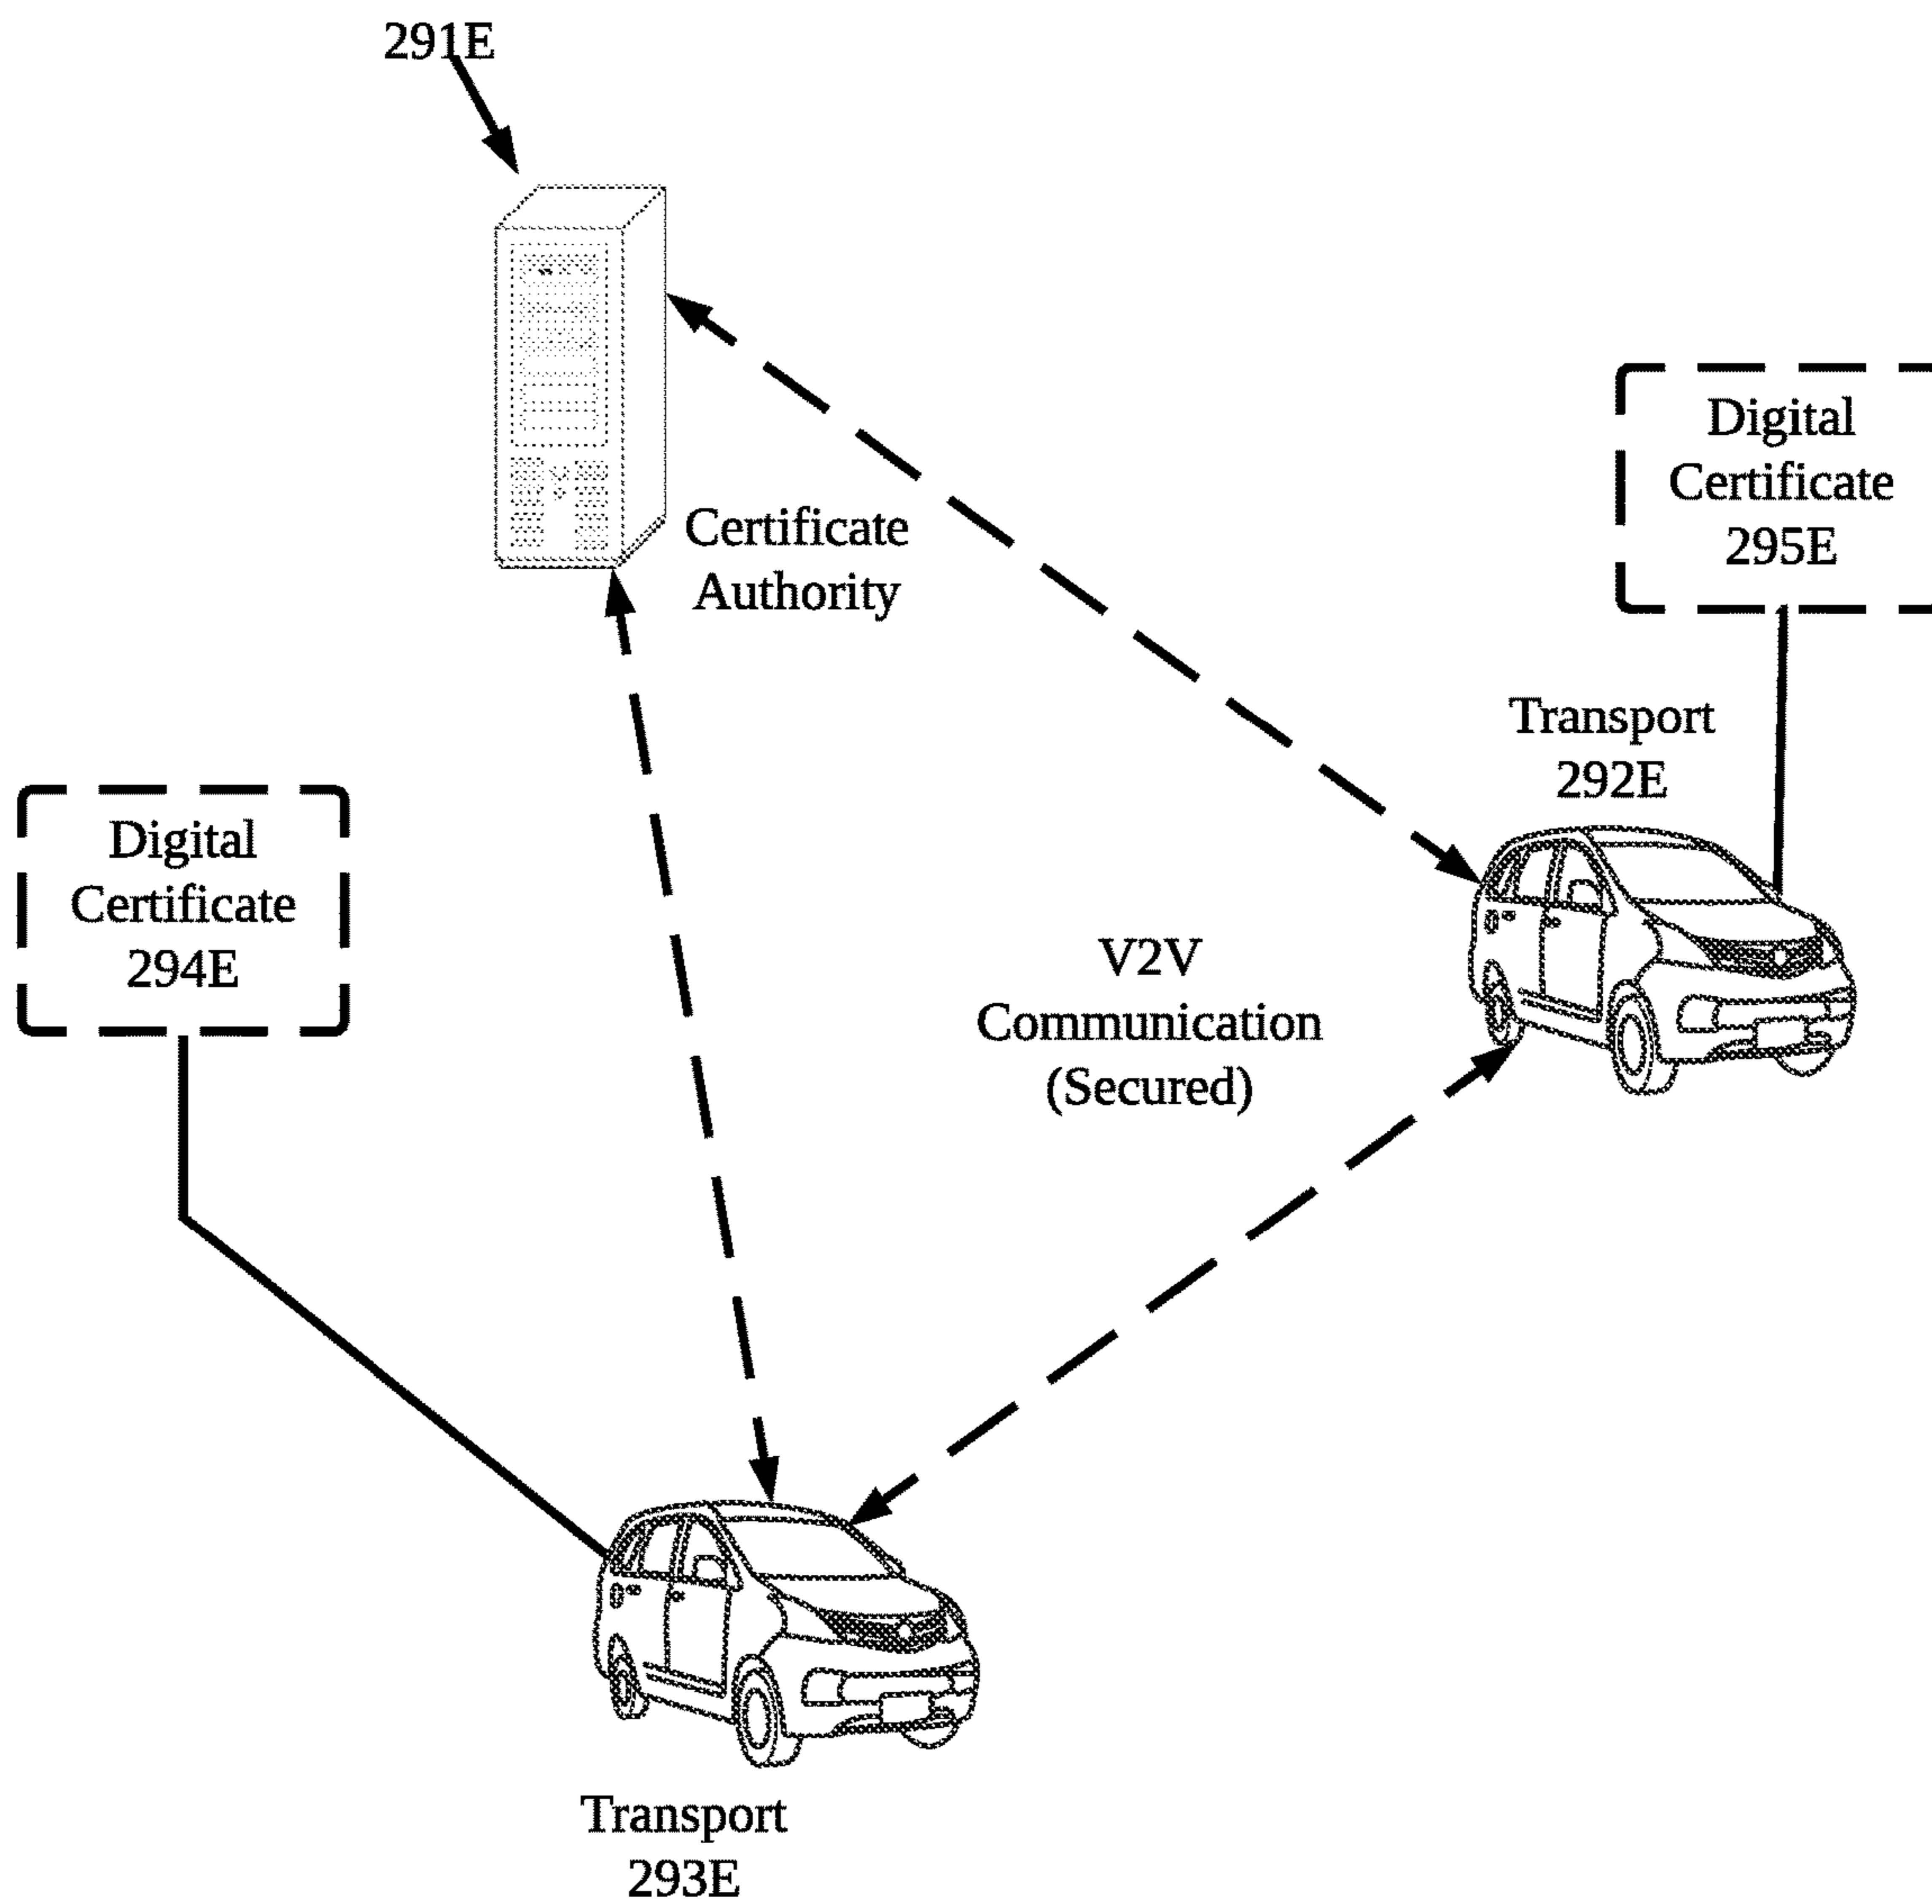 291E
Certificate
Authority
Digital
Certificate
295E
Transport
292E
Digital
Certificate
294E
V2V
Communication
(Secured)
Transport
293E